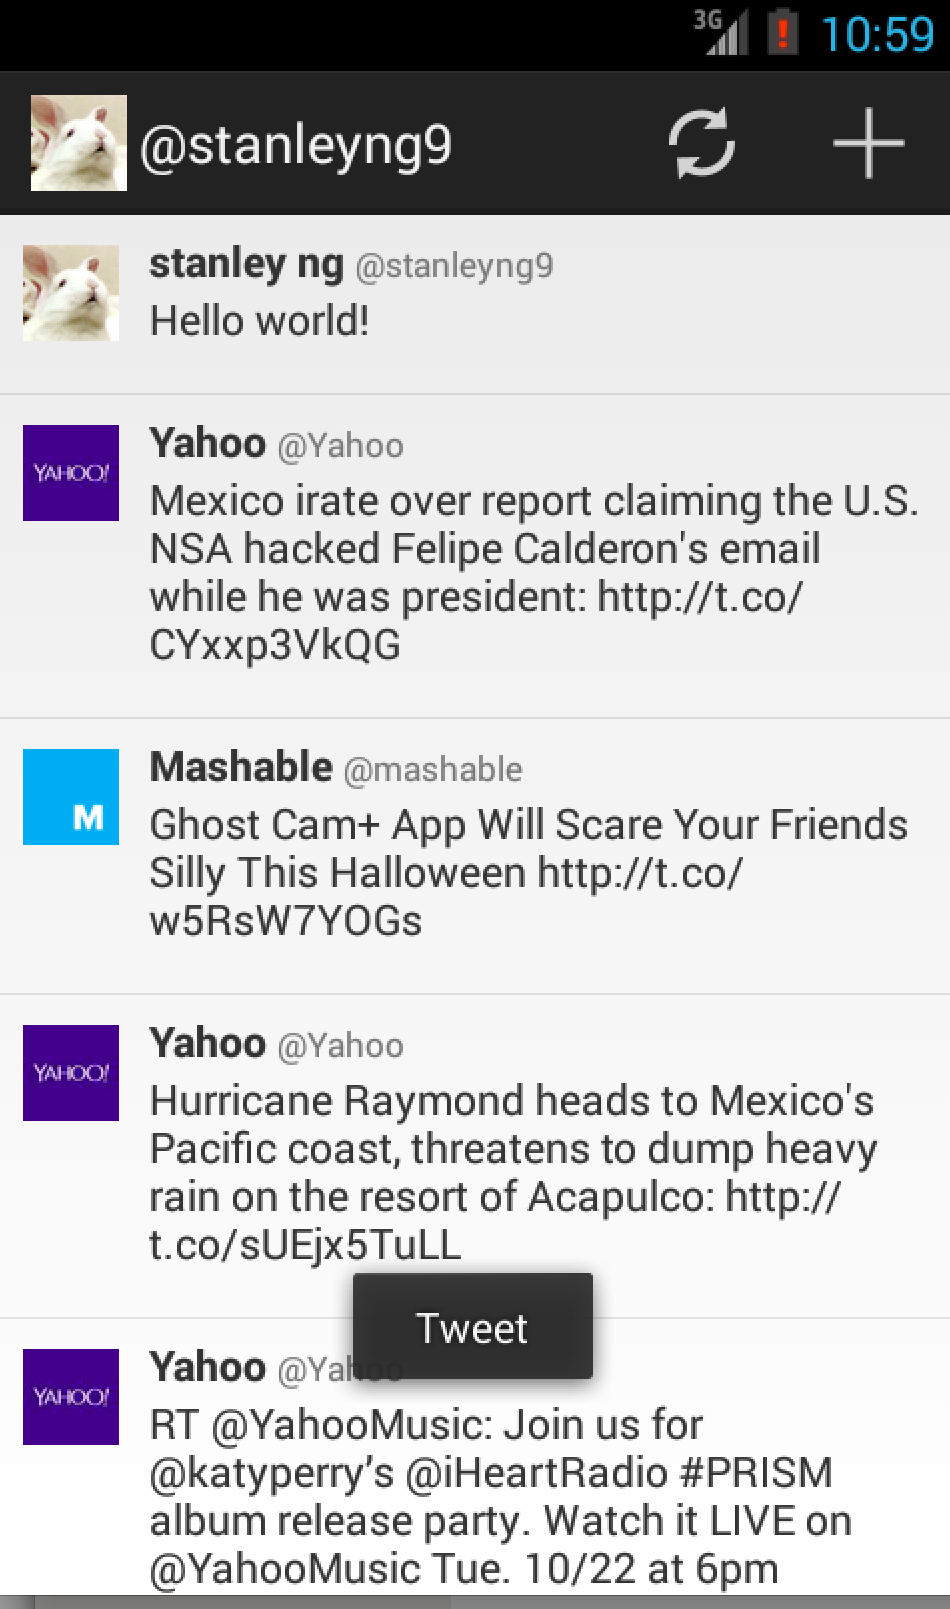 3G 10:59
@stanleyng9
stanley ng @stanleyng9
Hello world!
YAHOO!
Yahoo @Yahoo
Mexico irate over report claiming the U.S.
NSA hacked Felipe Calderon's email
while he was president: http://t.co/
CYxxp3VkQG
M
Mashable @mashable
Ghost Cam+ App Will Scare Your Friends
Silly This Halloween http://t.co/
w5RsW7YOGs
YAHOO!
Yahoo @Yahoo
Hurricane Raymond heads to Mexico's
Pacific coast, threatens to dump heavy
rain on the resort of Acapulco: http://
t.co/sUEjx5TuLL
Tweet
YAHOO!
Yahoo @Yahoo
RT @YahooMusic: Join us for
@katyperry’s @iHeartRadio #PRISM
album release party. Watch it LIVE on
@YahooMusic Tue. 10/22 at 6pm